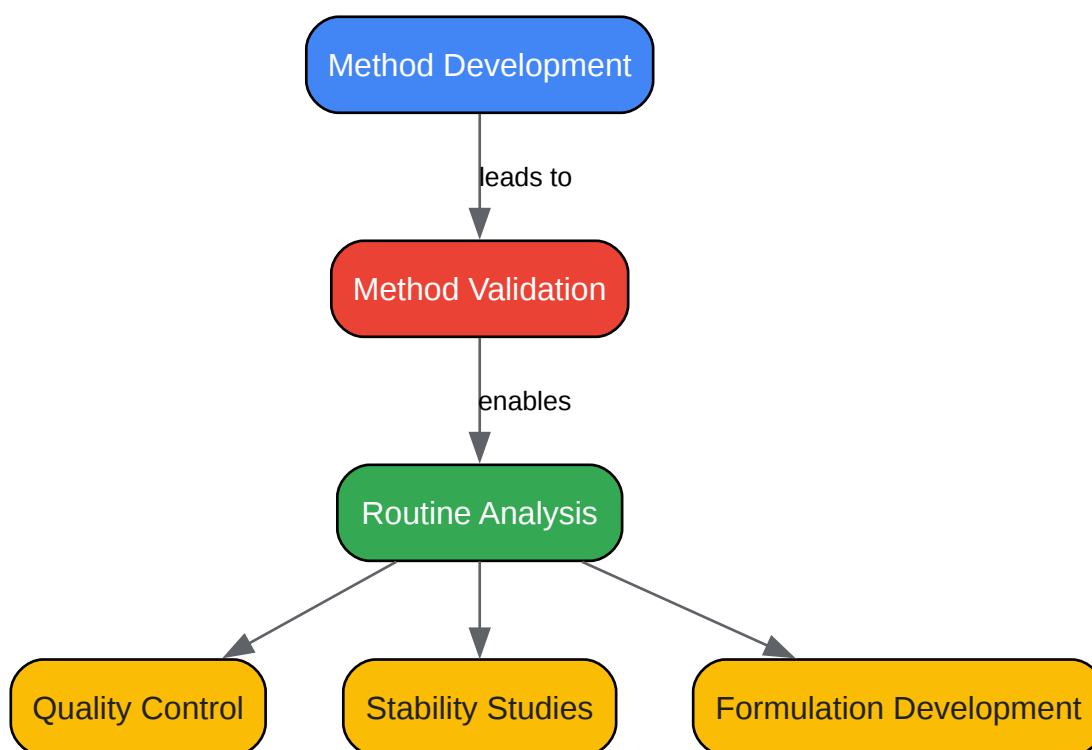 Method Development
leads to
Method Validation
enables
Routine Analysis
Quality Control
Stability Studies
Formulation Development